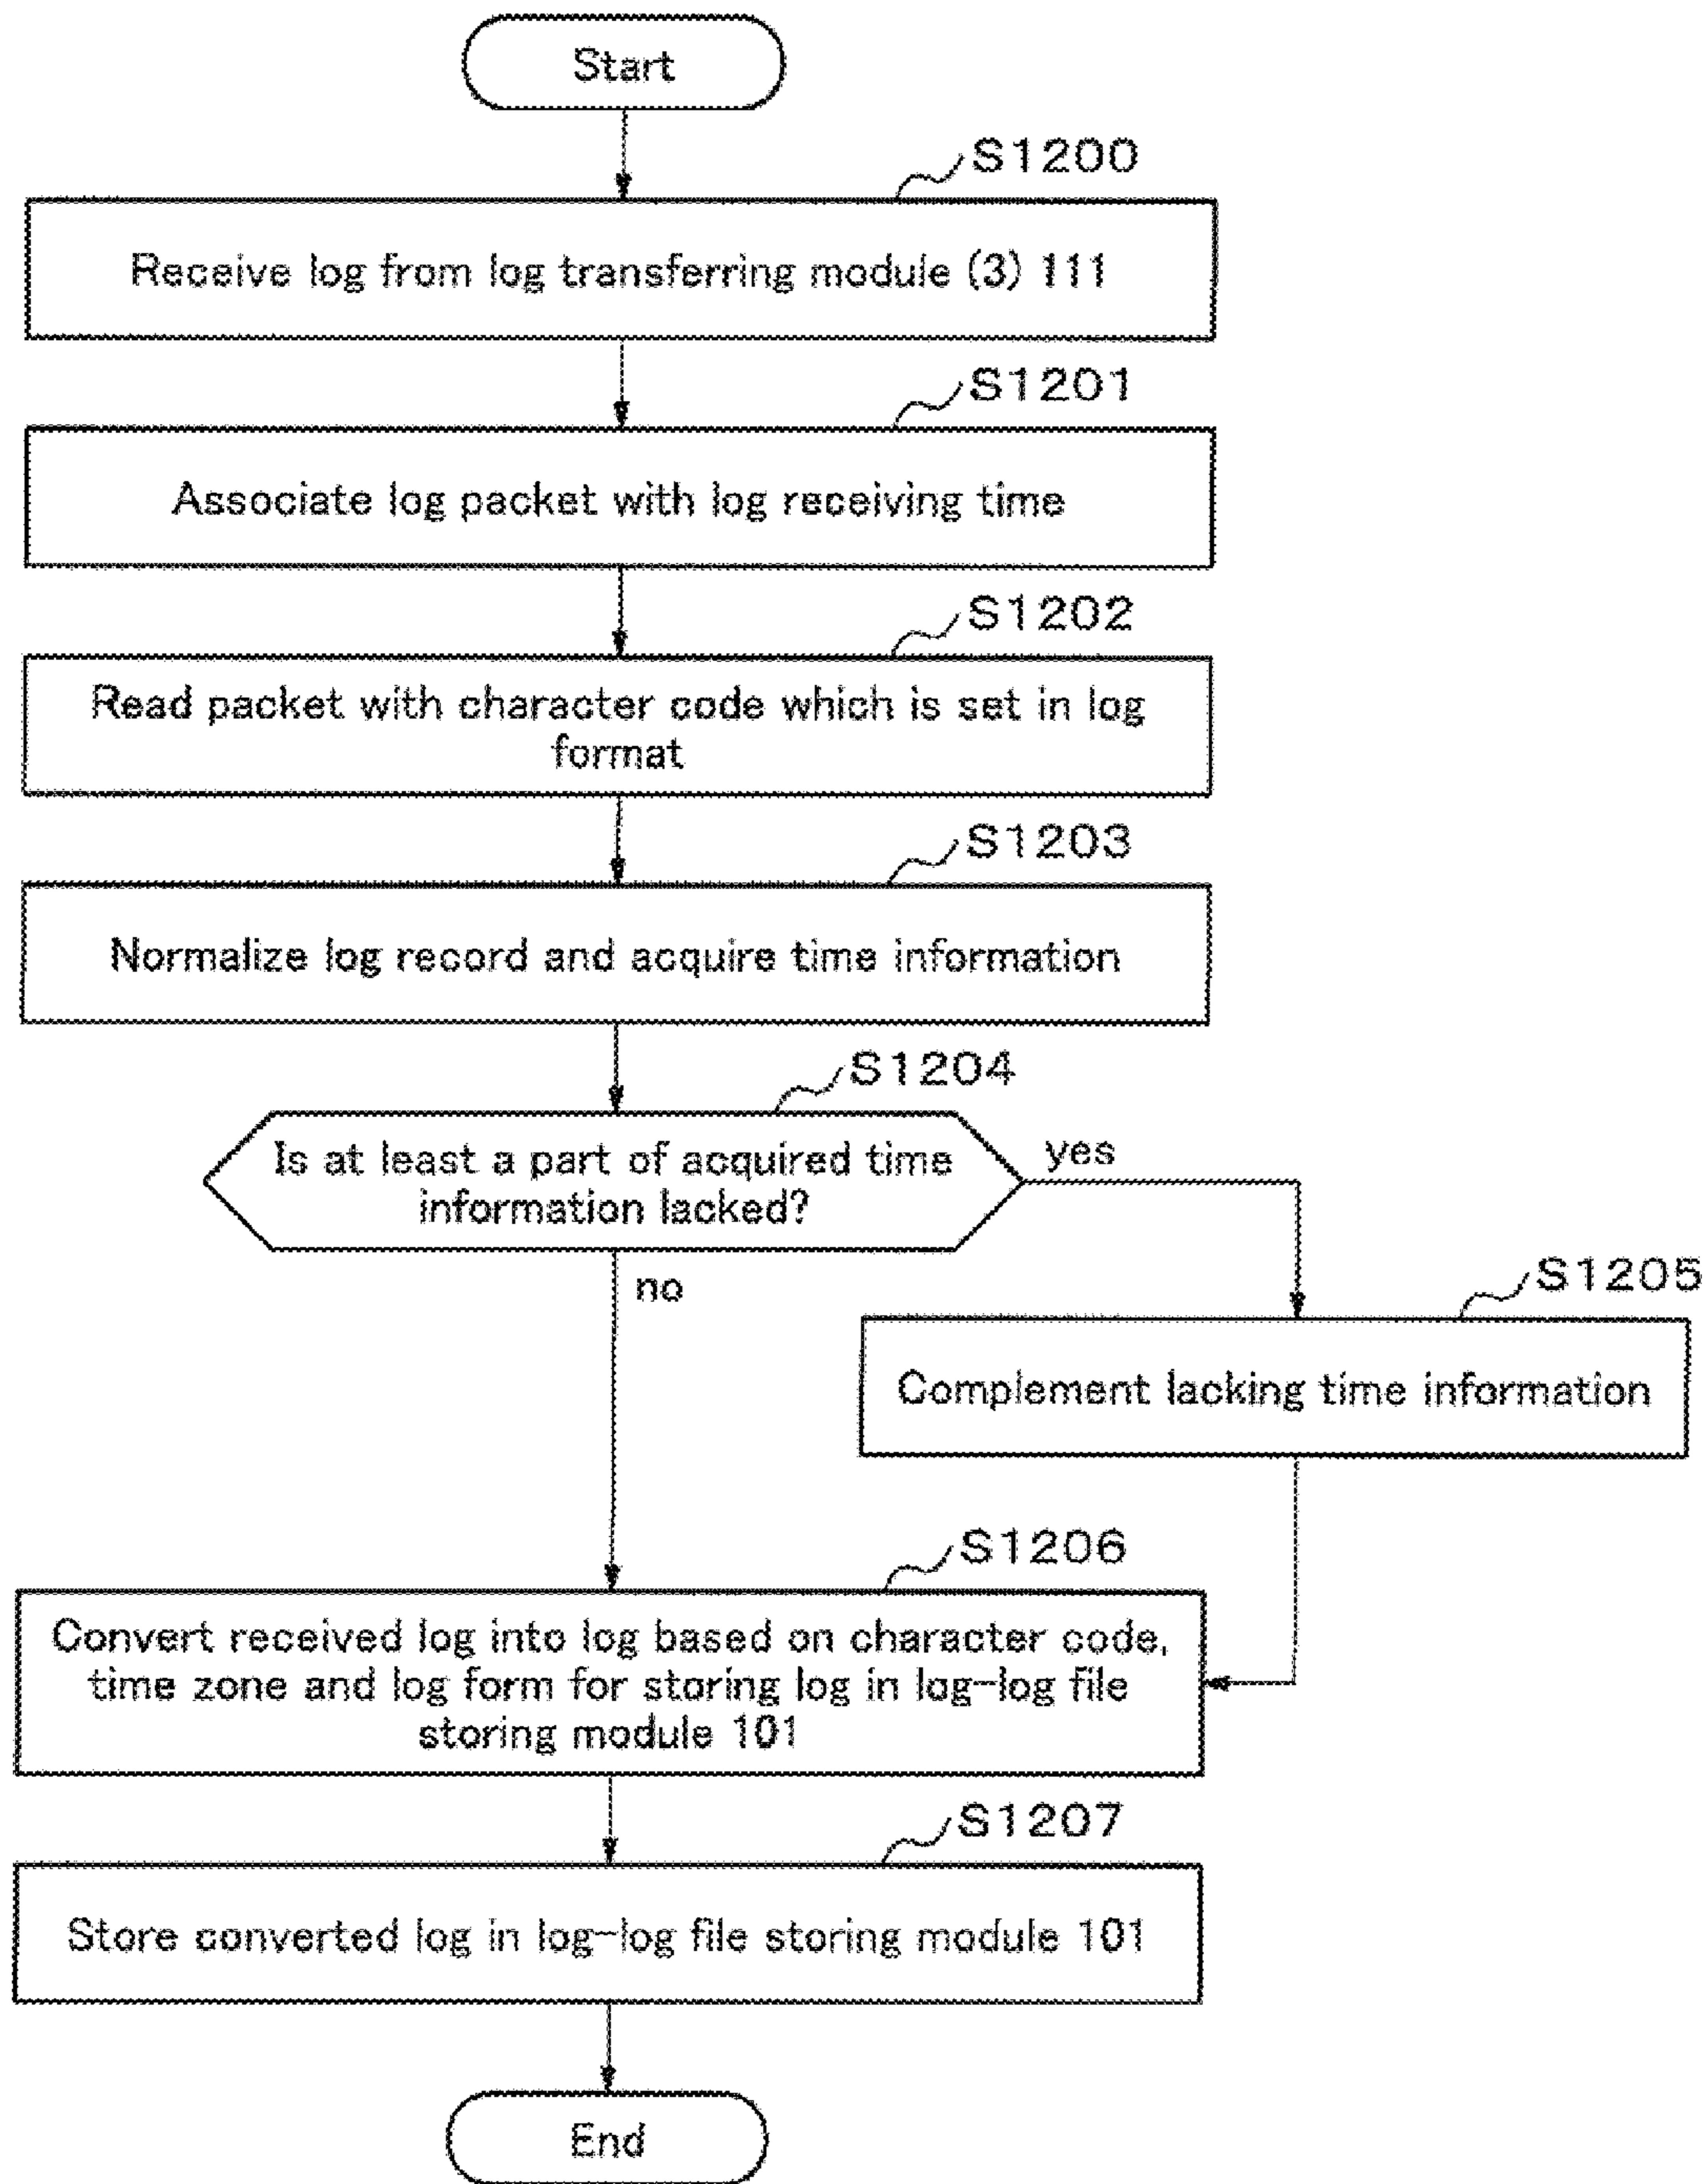 Start
S1200
Receive log from log transferring module (3) 111
S1201
Associate log packet with log receiving time
S1202
Read packet with character code which is set in log
format
S1203
Normalize log record and acquire time information
S1204
Is at least a part of acquired time
information lacked?
yes
no
S1205
Complement lacking time information
S1206
Convert received log into log based on character code,
time zone and log form for storing log in log-log file
storing module 101
S1207
Store converted log in log-log file storing module 101
End